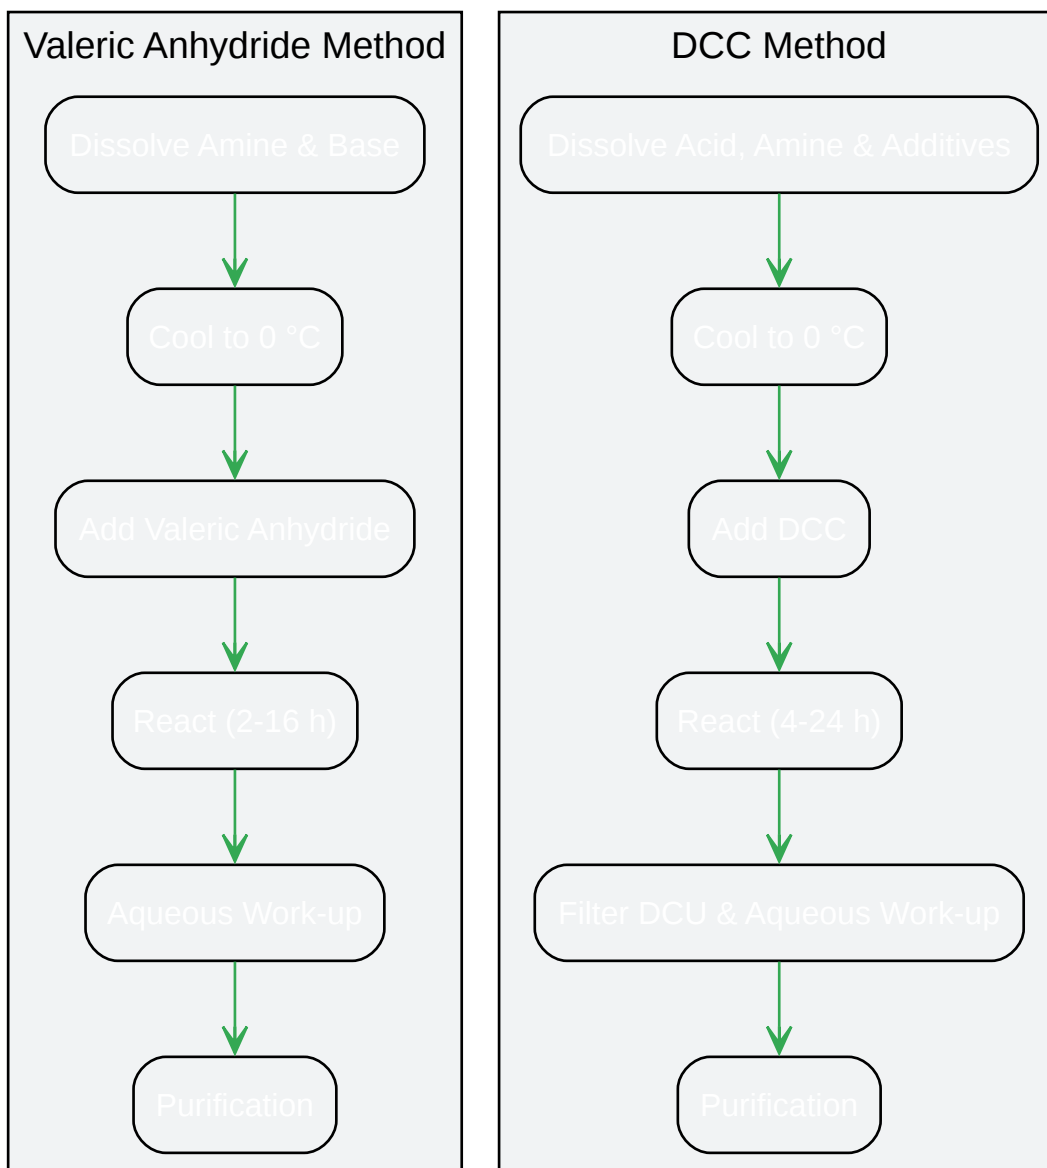 Valeric Anhydride Method
Dissolve Amine & Base
Cool to 0 °C
Add Valeric Anhydride
React (2-16 h)
Aqueous Work-up
Purification
DCC Method
Dissolve Acid, Amine & Additives
Cool to 0 °C
Add DCC
React (4-24 h)
Filter DCU & Aqueous Work-up
Purification